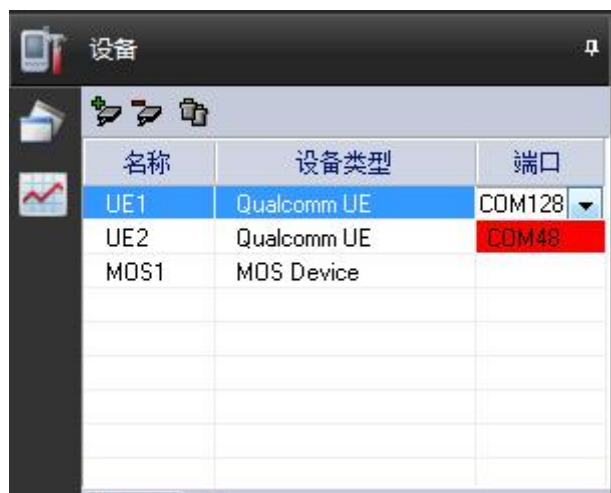 设备
名称 设备类型 端口
UE1 Qualcomm UE COM128
UE2 Qualcomm UE COM48
MOS1 MOS Device